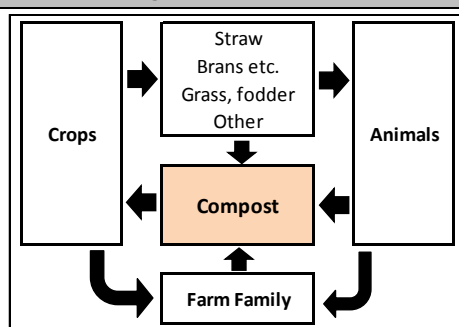 Straw
Brans etc.
Grass, fodder
Other
Crops
Animals
Compost
Farm Family